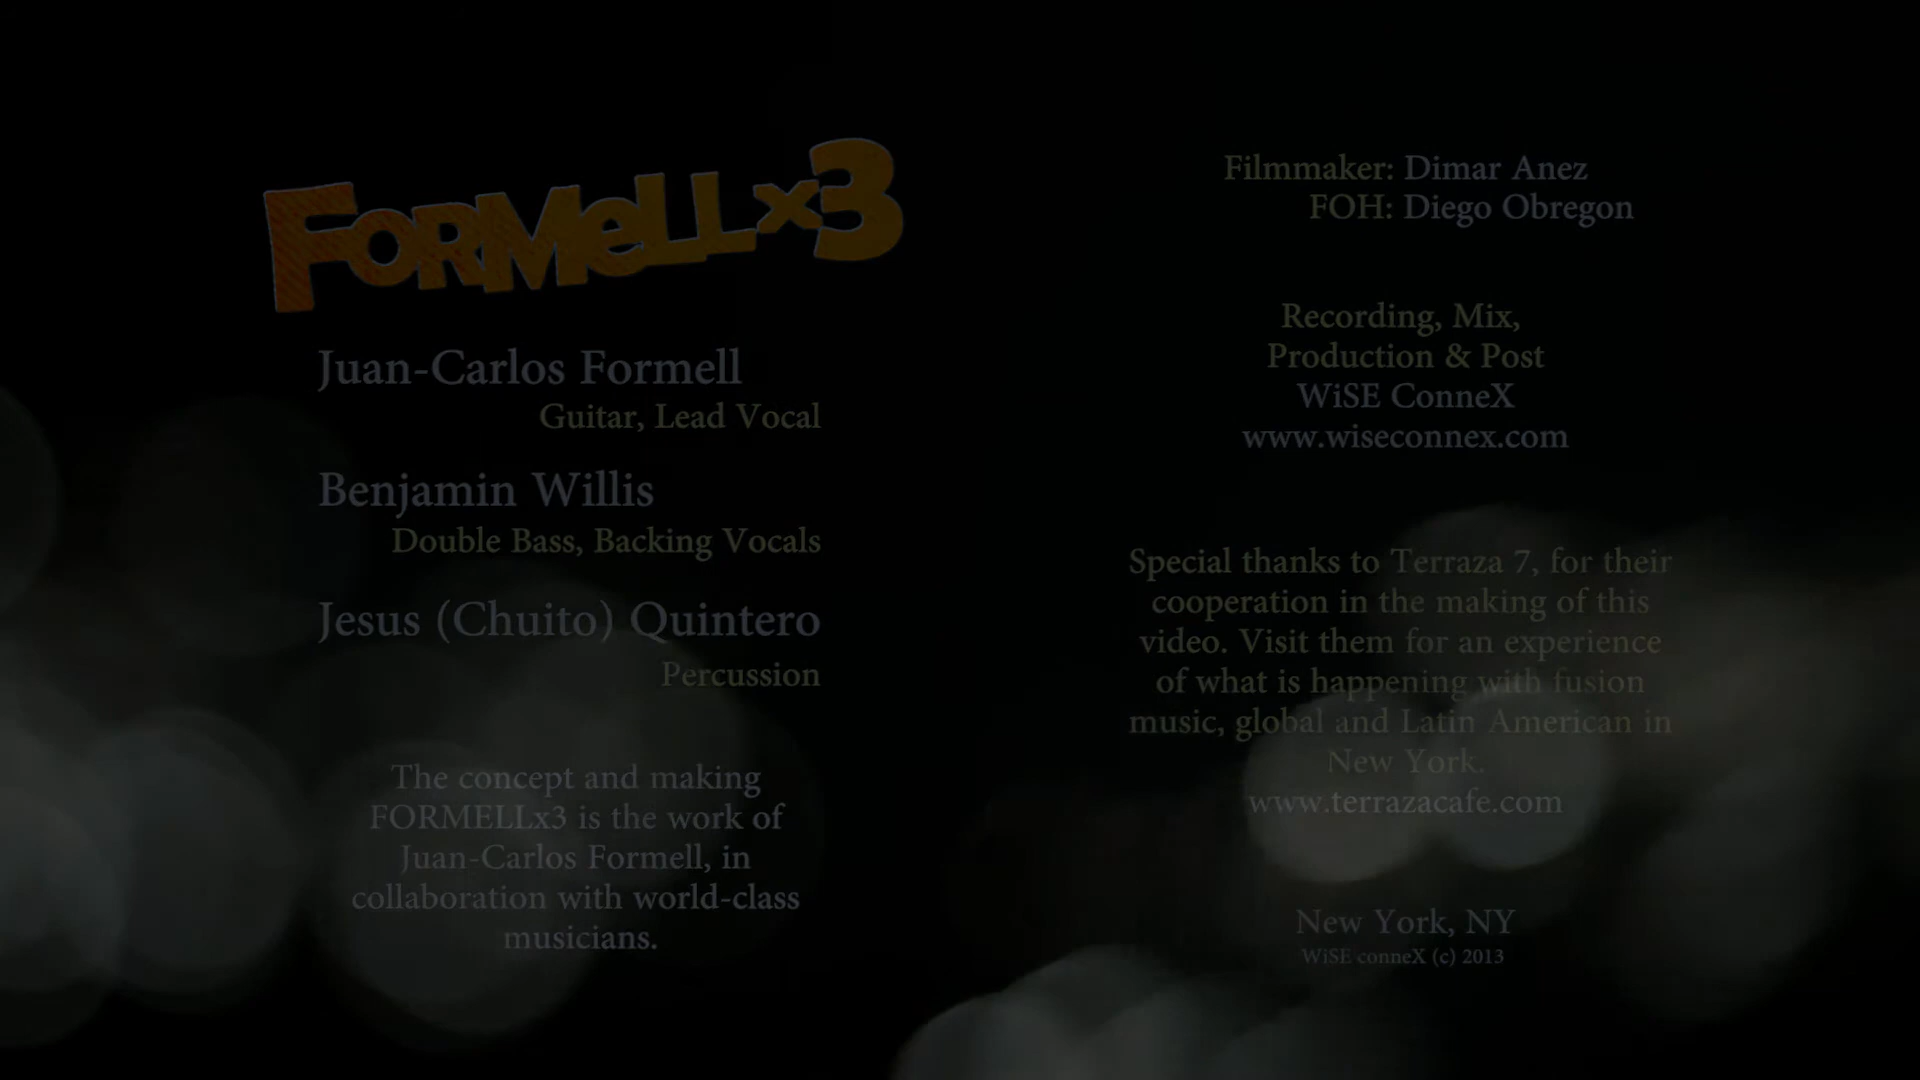 FORMeLLx3
Juan-Carlos Formell
Guitar, Lead Vocal
Benjamin Willis
Double Bass, Backing Vocals
Jesus (Chuito) Quintero
Percussion
The concept and making
FORMELLx3 is the work of
Juan-Carlos Formell, in
collaboration with world-class
musicians.
Filmmaker: Dimar Anez
FOH: Diego Obregon
Recording, Mix,
Production & Post
WiSE ConneX
www.wiseconnex.com
Special thanks to Terraza 7, for their
cooperation in the making of this
video. Visit them for an experience
of what is happening with fusion
music, global and Latin American in
New York.
www.terrazacafe.com
New York, NY
WiSE conneX (c) 2013